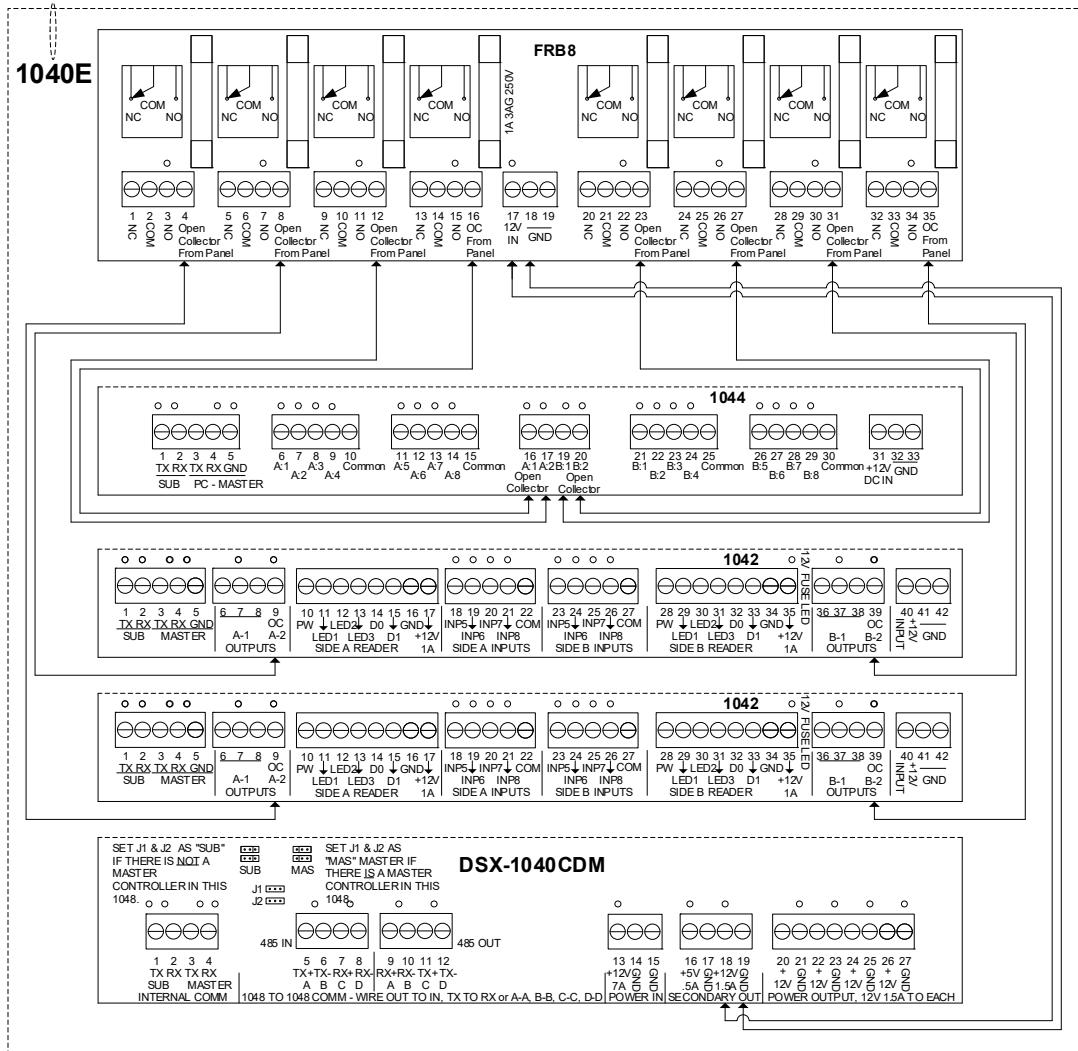 1040E
FRB8
COM COM COM COM COM COM COM COM
NC NO NC NO NC NO NC NO NC NO NC NO NC NO NC NO
1A 3AG 250V
1 2 3 4 5 6 7 8 9 10 11 12 13 14 15 16 17 18 19 20 21 22 23 24 25 26 27 28 29 30 31 32 33 34 35
NC COM NO Open Collector From Panel
NC COM NO Open Collector From Panel
NC COM NO Open Collector From Panel
NC COM NO OC From Panel
12V IN GND
NC COM NO Open Collector From Panel
NC COM NO Open Collector From Panel
NC COM NO Open Collector From Panel
NC COM NO OC From Panel
1044
1 2 3 4 5 6 7 8 9 10 11 12 13 14 15 16 17 19 20 21 22 23 24 25 26 27 28 29 30 31 32 33
TX RX TX RX GND
SUB PC - MASTER
A:1 A:2 A:3 A:4 Common
A:5 A:6 A:7 A:8 Common
A:1 A:2 B:1 B:2
Open Collector Open Collector
B:1 B:2 B:3 B:4 Common
B:5 B:6 B:7 B:8 Common
+12V GND
DC IN
1042
12V FUSE LED
1 2 3 4 5 6 7 8 9 10 11 12 13 14 15 16 17 18 19 20 21 22 23 24 25 26 27 28 29 30 31 32 33 34 35 36 37 38 39 40 41 42
TX RX TX RX GND
SUB MASTER
A-1 OC A-2
OUTPUTS
PW LED2 D0 GND
LED1 LED3 D1 +12V 1A
SIDE A READER
INP5 INP7 COM
INP6 INP8
SIDE A INPUTS
INP5 INP7 COM
INP6 INP8
SIDE B INPUTS
PW LED2 D0 GND
LED1 LED3 D1 +12V 1A
SIDE B READER
B-1 OC B-2
OUTPUTS
+12V INPUT GND
1042
12V FUSE LED
1 2 3 4 5 6 7 8 9 10 11 12 13 14 15 16 17 18 19 20 21 22 23 24 25 26 27 28 29 30 31 32 33 34 35 36 37 38 39 40 41 42
TX RX TX RX GND
SUB MASTER
A-1 OC A-2
OUTPUTS
PW LED2 D0 GND
LED1 LED3 D1 +12V 1A
SIDE A READER
INP5 INP7 COM
INP6 INP8
SIDE A INPUTS
INP5 INP7 COM
INP6 INP8
SIDE B INPUTS
PW LED2 D0 GND
LED1 LED3 D1 +12V 1A
SIDE B READER
B-1 OC B-2
OUTPUTS
+12V INPUT GND
SET J1 & J2 AS "SUB"
IF THERE IS NOT A
MASTER
CONTROLLER IN THIS
1048.
SUB
MAS
J1
J2
SET J1 & J2 AS
"MAS" MASTER IF
THERE IS A MASTER
CONTROLLER IN THIS
1048.
DSX-1040CDM
485 IN
485 OUT
1 2 3 4 5 6 7 8 9 10 11 12 13 14 15 16 17 18 19 20 21 22 23 24 25 26 27
TX RX TX RX
SUB MASTER
INTERNAL COMM
TX+ TX- RX+ RX- RX+ RX- TX+ TX-
A B C D A B C D
1048 TO 1048 COMM - WIRE OUT TO IN, TX TO RX or A-A, B-B, C-C, D-D
+12V GND GND
7A
POWER IN
+5V GND +12V GND
.5A 1.5A
SECONDARY OUT
+ GND + GND + GND + GND
12V 12V 12V 12V
POWER OUTPUT, 12V 1.5A TO EACH